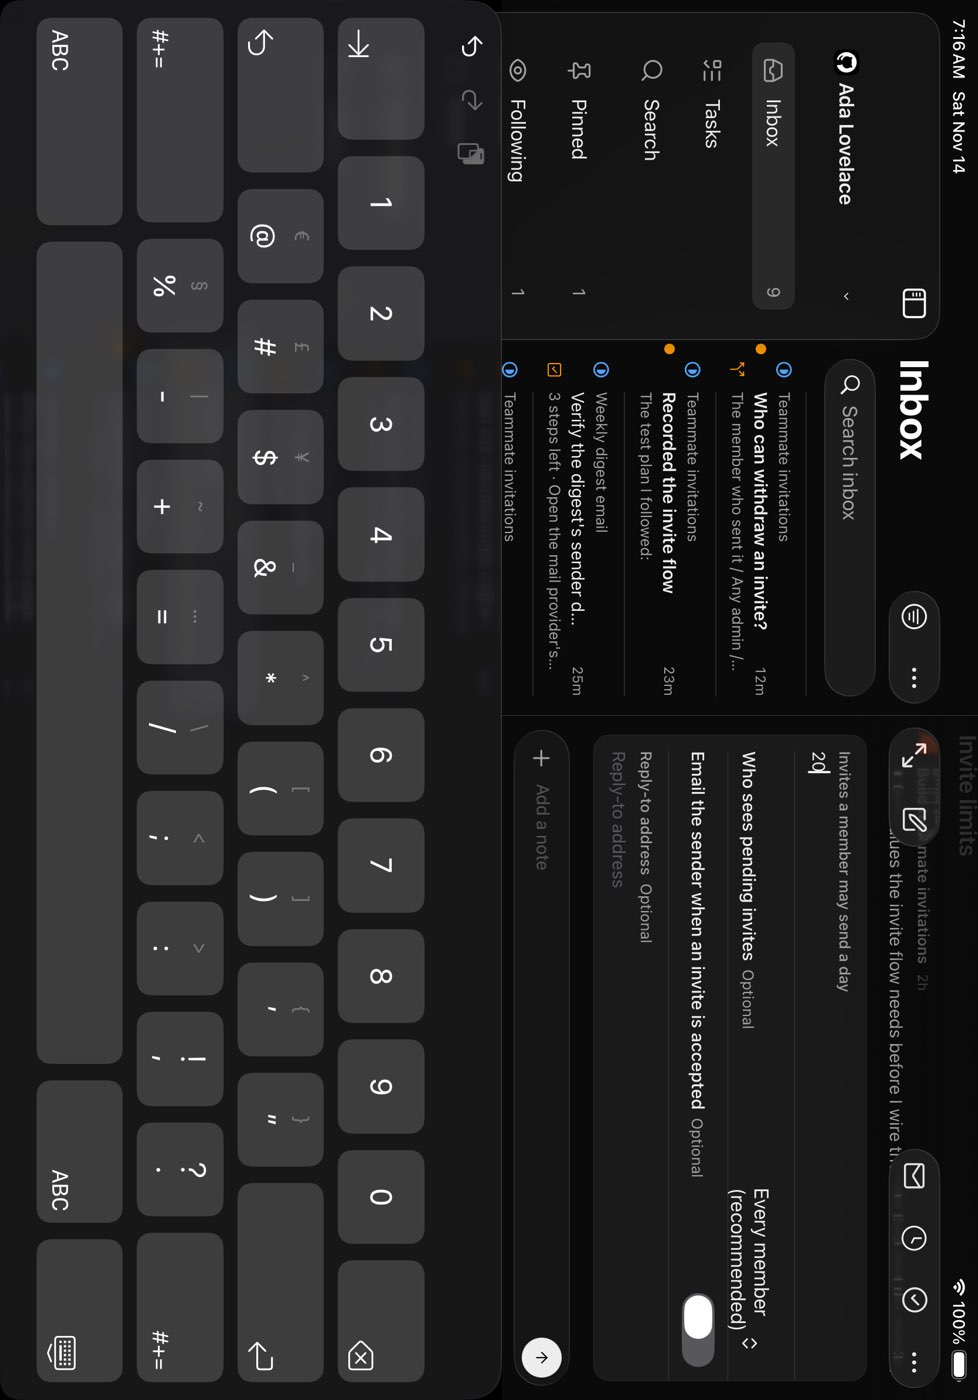 7:16 AM Sat Nov 14
100%
Ada Lovelace
Inbox 9
Tasks
Search
Pinned 1
Following 1
Inbox
Search inbox
Teammate invitations
Who can withdraw an invite? 12m
The member who sent it / Any admin /...
Teammate invitations
Recorded the invite flow 23m
The test plan I followed:
Weekly digest email
Verify the digest's sender d... 25m
3 steps left · Open the mail provider's...
Teammate invitations
Invite limits
mate invitations 2h
lues the invite flow needs before I wire
Invites a member may send a day
20
Who sees pending invites Optional
Every member
(recommended)
Email the sender when an invite is accepted Optional
Reply-to address Optional
Reply-to address
Add a note
1 2 3 4 5 6 7 8 9 0
€ £ ¥ _ ^ [ ] { }
@ # $ & * ( ) ' "
§ | ~ … \ < > ! ?
#+= % - + = / ; : , . #+=
ABC ABC